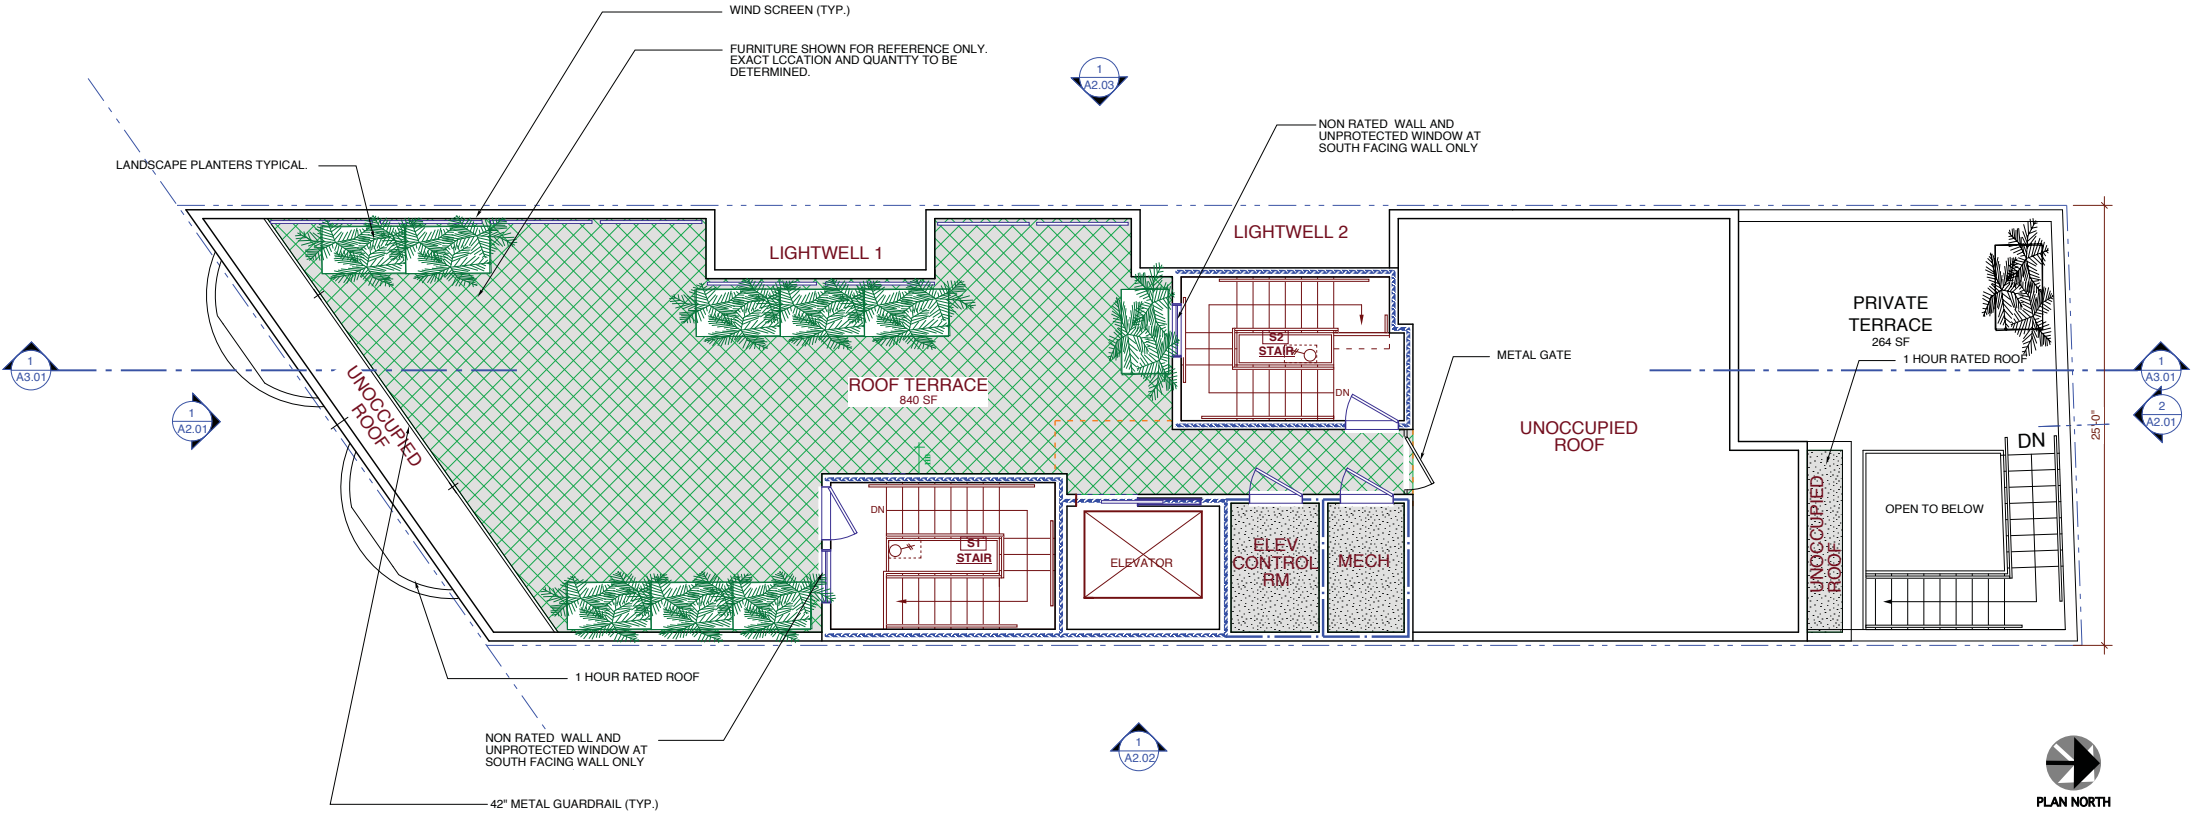 WIND SCREEN (TYP.)
FURNITURE SHOWN FOR REFERENCE ONLY.
EXACT LCCATION AND QUANTTY TO BE
DETERMINED.
1
A2.03
NON RATED WALL AND
UNPROTECTED WINDOW AT
SOUTH FACING WALL ONLY
LANDSCAPE PLANTERS TYPICAL.
LIGHTWELL 1
LIGHTWELL 2
PRIVATE
TERRACE
264 SF
1 HOUR RATED ROOF
METAL GATE
1
A3.01
1
A2.01
UNOCCUPIED
ROOF
ROOF TERRACE
840 SF
S2
STAIR
DN
UNOCCUPIED
ROOF
1
A3.01
2
A2.01
25'-0"
DN
OPEN TO BELOW
UNOCCUPIED
ROOF
DN
S1
STAIR
ELEVATOR
ELEV
CONTROL
RM
MECH
1 HOUR RATED ROOF
NON RATED WALL AND
UNPROTECTED WINDOW AT
SOUTH FACING WALL ONLY
42" METAL GUARDRAIL (TYP.)
1
A2.02
PLAN NORTH